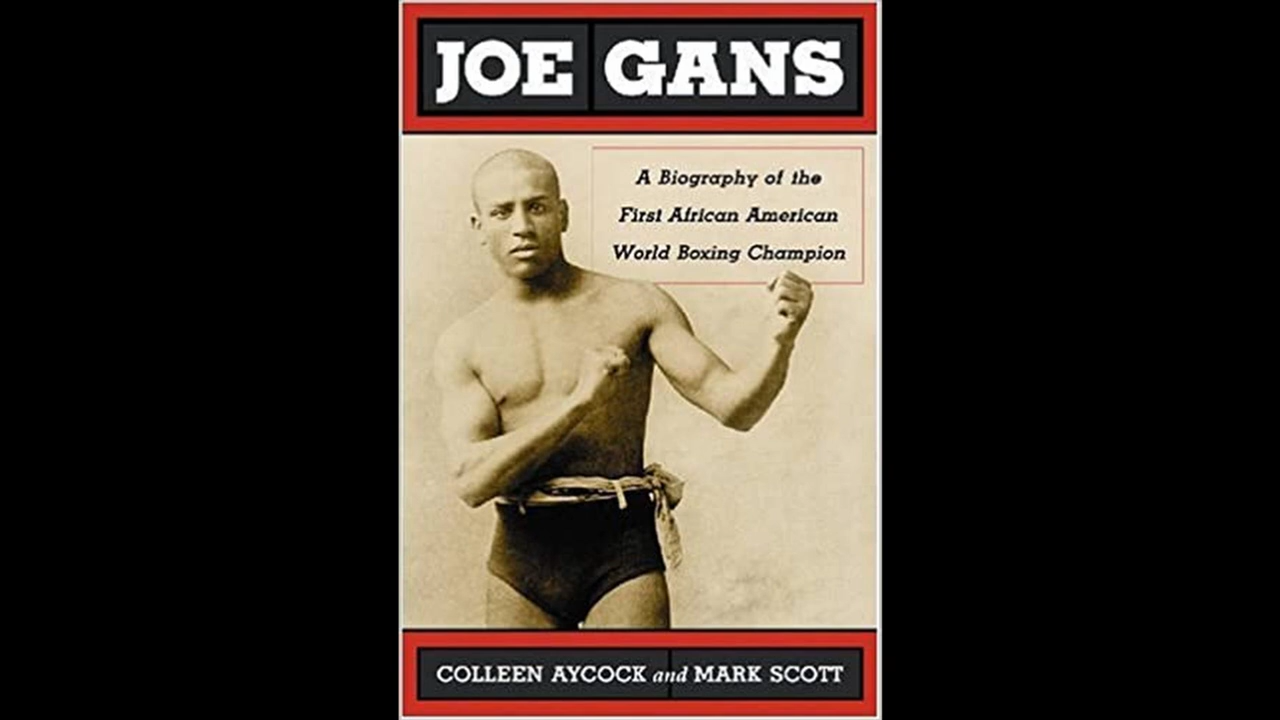 JOE GANS
A Biography of the
First African American
World Boxing Champion
COLLEEN AYCOCK and MARK SCOTT